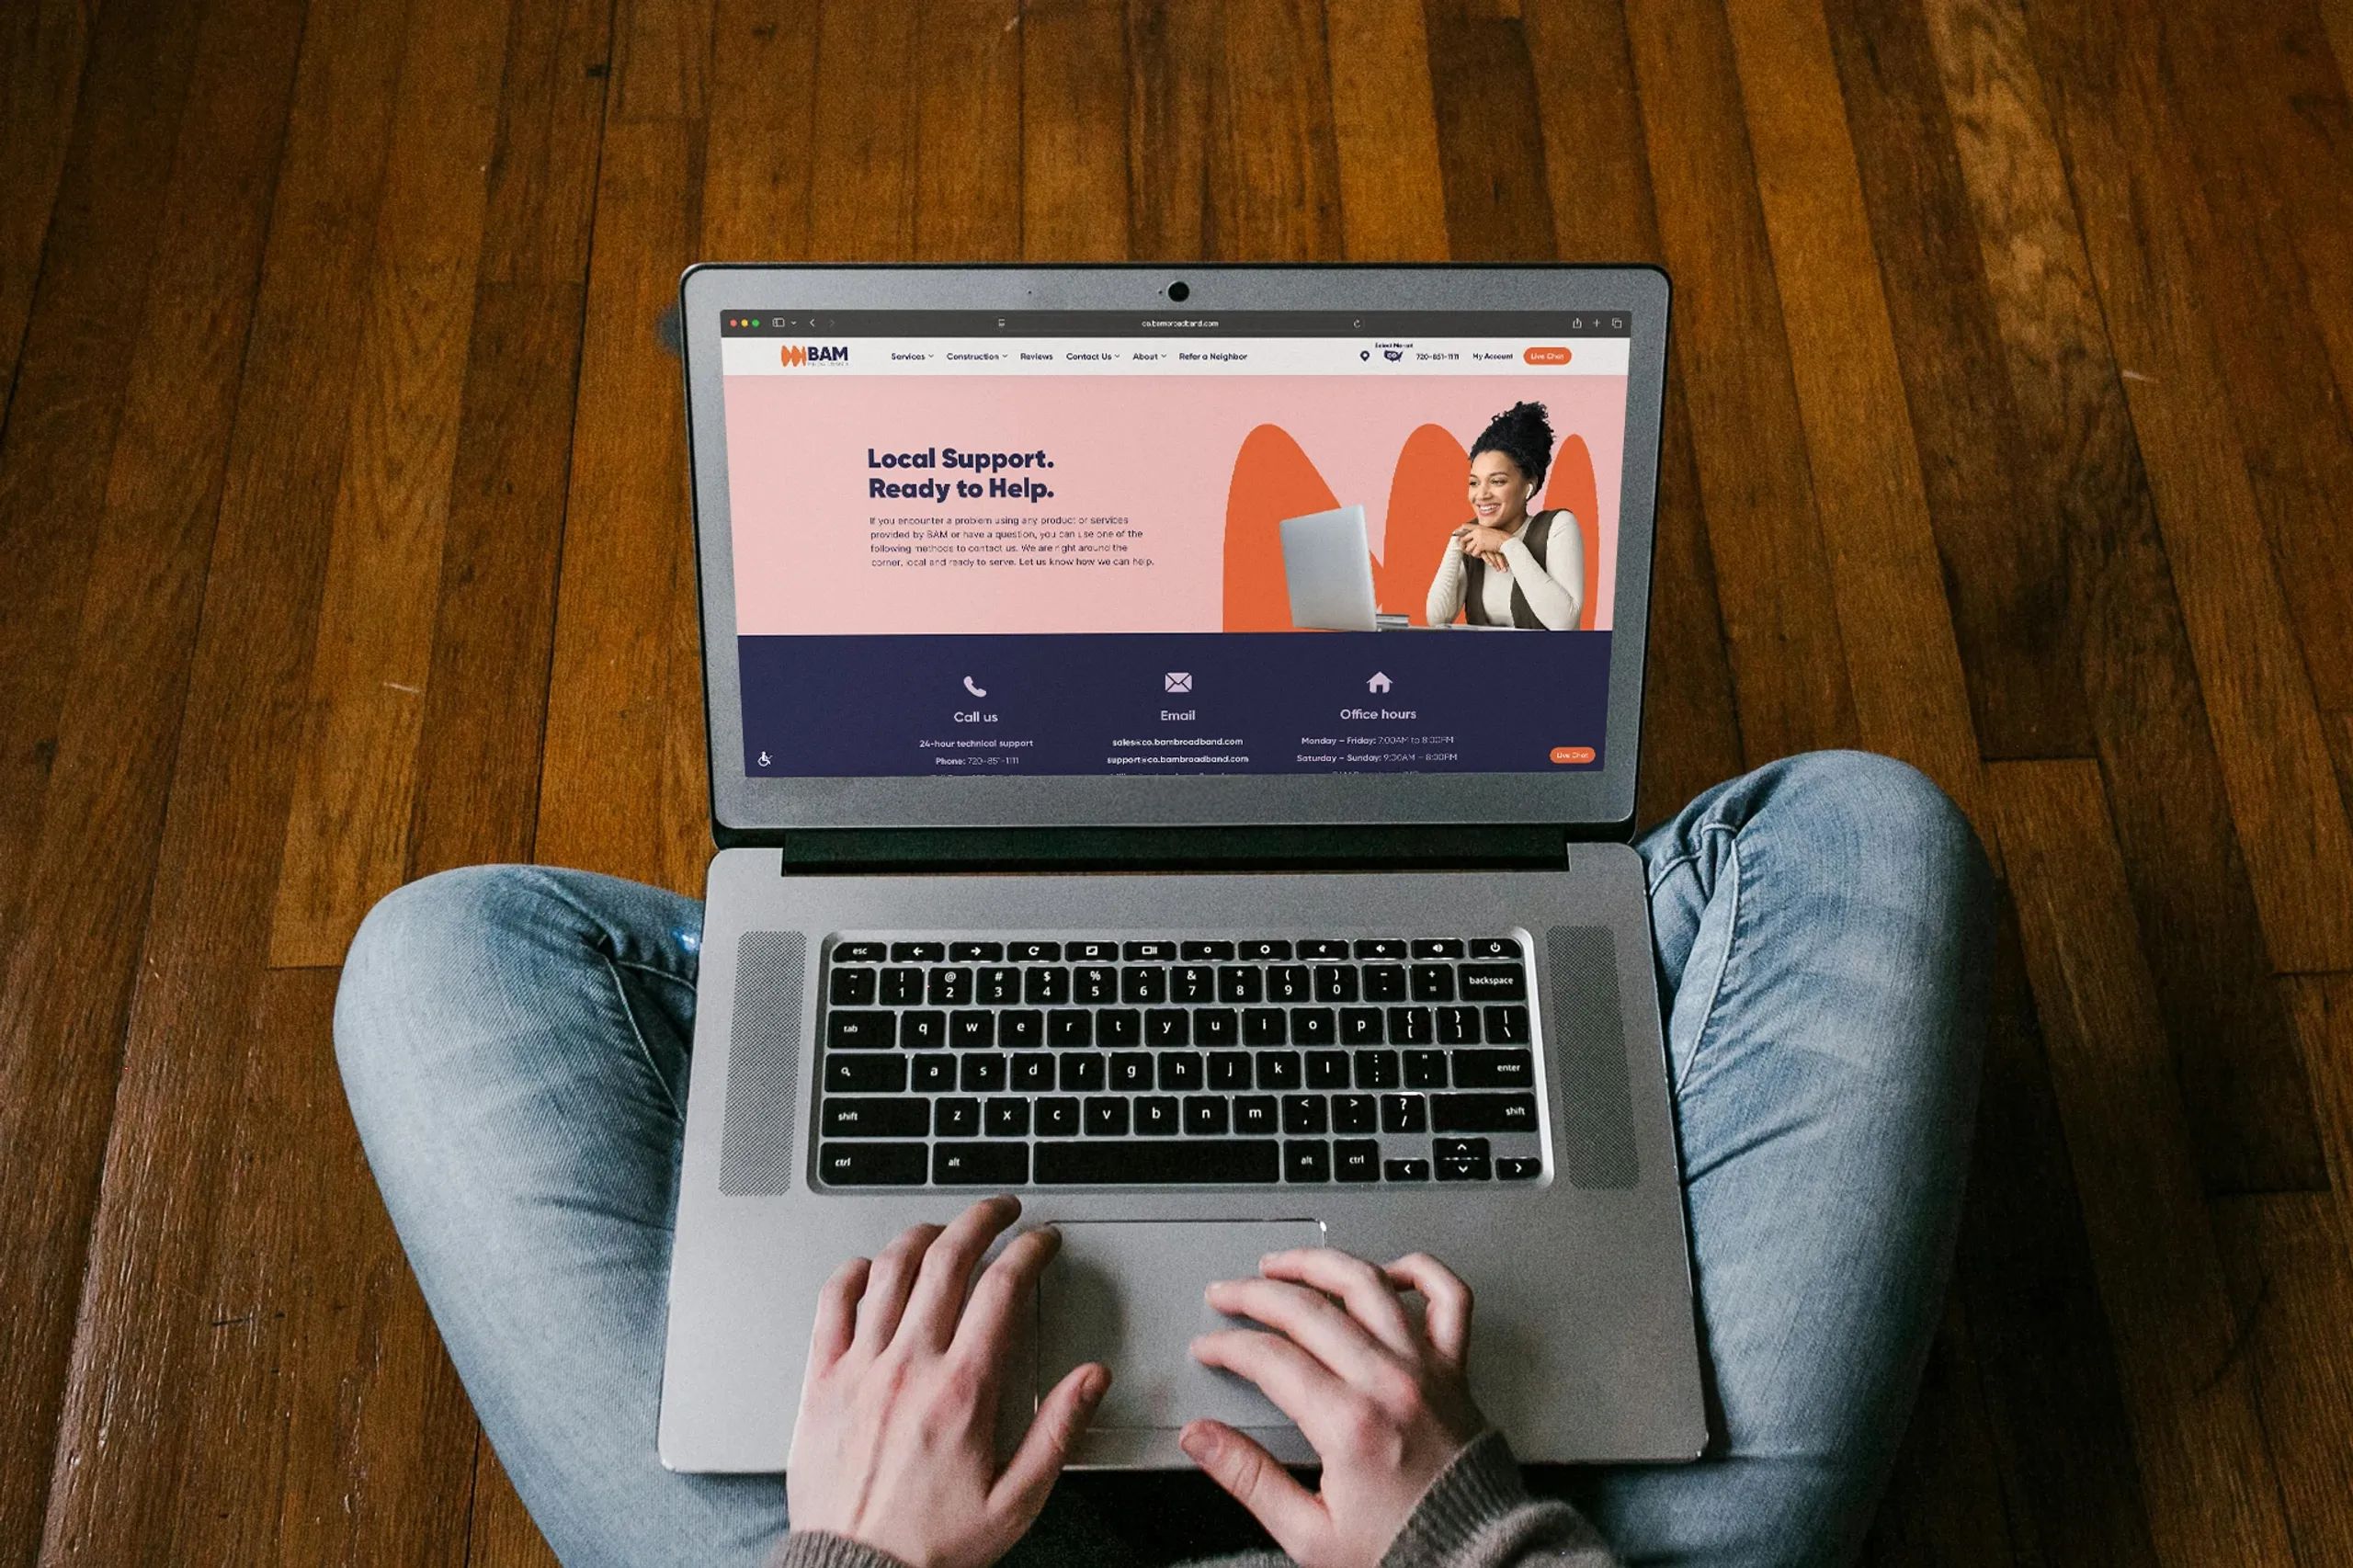 co.bambroadband.com
BAM
Services
Construction
Reviews
Contact Us
About
Refer a Neighbor
Select Market
CO
720-851-1111
My Account
Live Chat
Local Support.
Ready to Help.
If you encounter a problem using any product or services
provided by BAM or have a question, you can use one of the
following methods to contact us. We are right around the
corner, local and ready to serve. Let us know how we can help.
Call us
24-hour technical support
Phone: 720-851-1111
Email
sales@co.bambroadband.com
support@co.bambroadband.com
Office hours
Monday – Friday: 7:00AM to 8:00PM
Saturday – Sunday: 9:00AM – 8:00PM
Live Chat
esc
~ ! @ # $ % ^ & * ( ) - +
1 2 3 4 5 6 7 8 9 0 - = backspace
tab q w e r t y u i o p { [ } ] | \
a s d f g h j k l : ; " ' enter
shift z x c v b n m < , > . ? / shift
ctrl alt alt ctrl